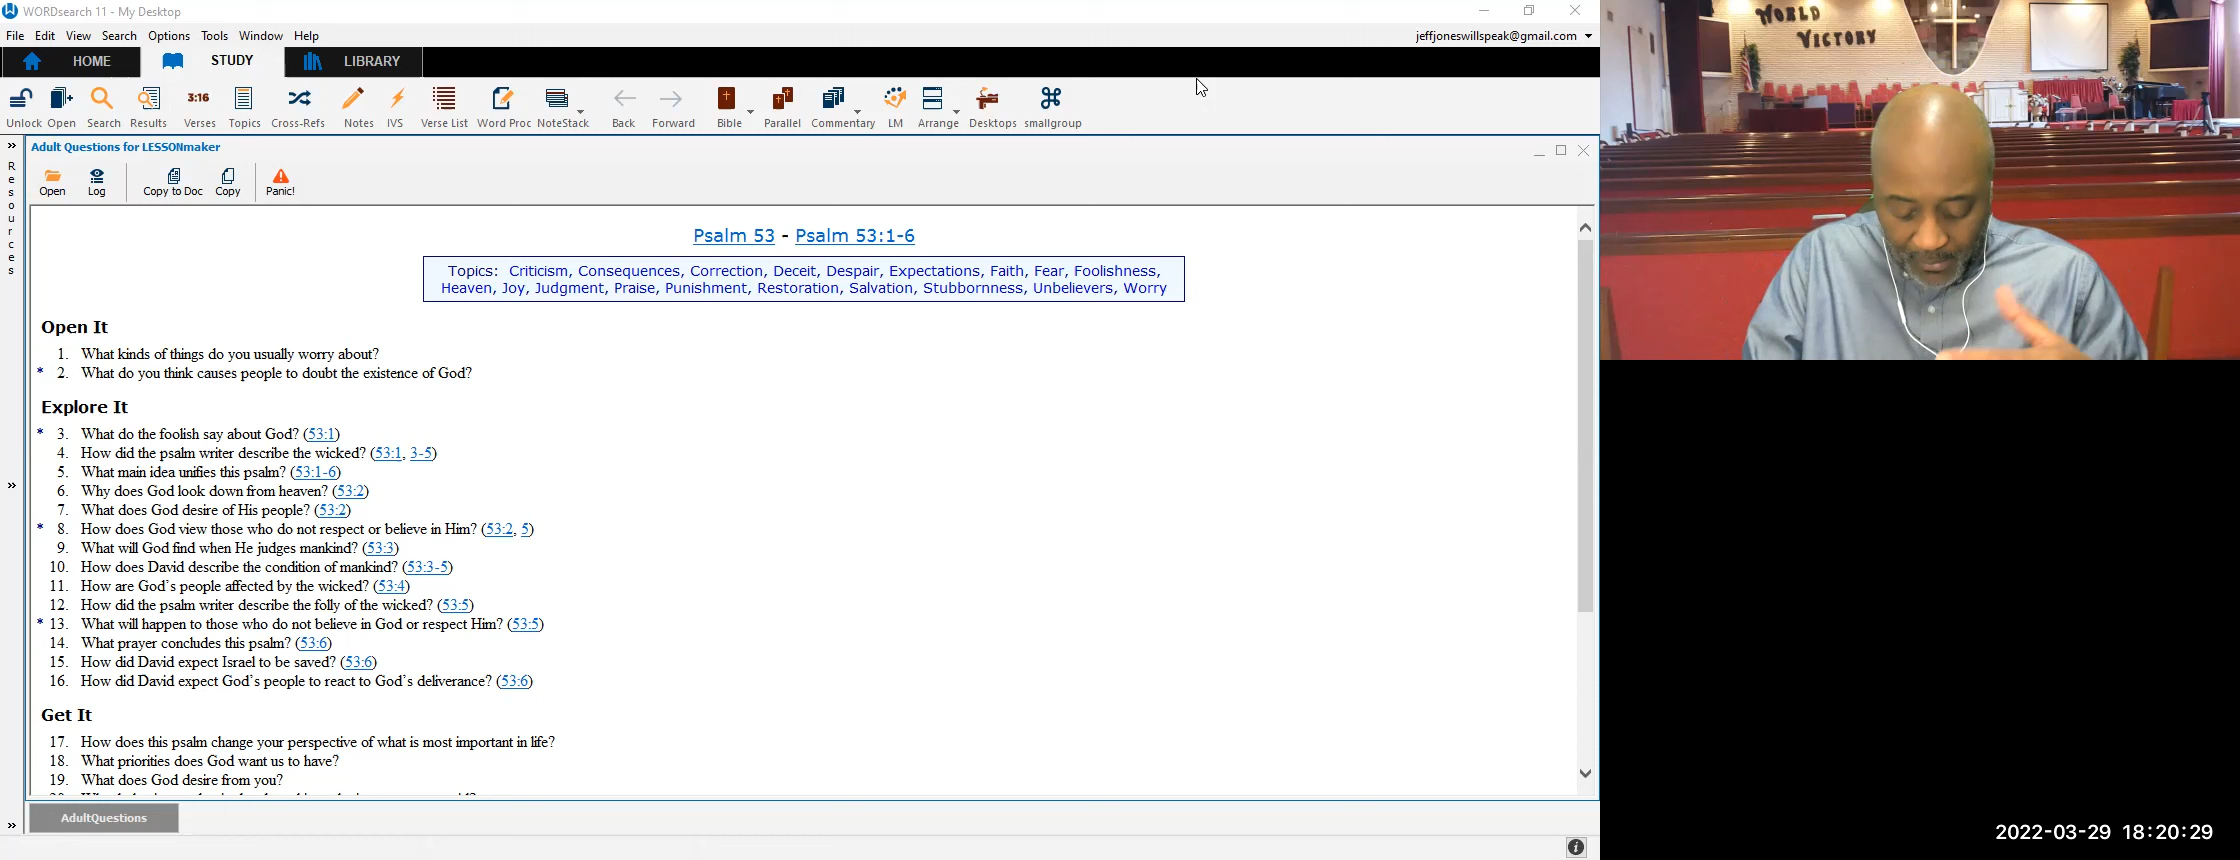 WORDsearch 11 - My Desktop
File Edit View Search Options Tools Window Help
jeffjoneswillspeak@gmail.com
HOME STUDY LIBRARY
3:16
Unlock Open Search Results Verses Topics Cross-Refs Notes IVS Verse List Word Proc NoteStack Back Forward Bible Parallel Commentary LM Arrange Desktops smallgroup
Resources
Adult Questions for LESSONmaker
Open Log Copy to Doc Copy Panic!
Psalm 53 - Psalm 53:1-6
Topics: Criticism, Consequences, Correction, Deceit, Despair, Expectations, Faith, Fear, Foolishness,
Heaven, Joy, Judgment, Praise, Punishment, Restoration, Salvation, Stubbornness, Unbelievers, Worry
Open It
1. What kinds of things do you usually worry about?
* 2. What do you think causes people to doubt the existence of God?
Explore It
* 3. What do the foolish say about God? (53:1)
4. How did the psalm writer describe the wicked? (53:1, 3-5)
5. What main idea unifies this psalm? (53:1-6)
6. Why does God look down from heaven? (53:2)
7. What does God desire of His people? (53:2)
* 8. How does God view those who do not respect or believe in Him? (53:2, 5)
9. What will God find when He judges mankind? (53:3)
10. How does David describe the condition of mankind? (53:3-5)
11. How are God's people affected by the wicked? (53:4)
12. How did the psalm writer describe the folly of the wicked? (53:5)
* 13. What will happen to those who do not believe in God or respect Him? (53:5)
14. What prayer concludes this psalm? (53:6)
15. How did David expect Israel to be saved? (53:6)
16. How did David expect God's people to react to God's deliverance? (53:6)
Get It
17. How does this psalm change your perspective of what is most important in life?
18. What priorities does God want us to have?
19. What does God desire from you?
AdultQuestions
WORLD
VICTORY
2022-03-29 18:20:29